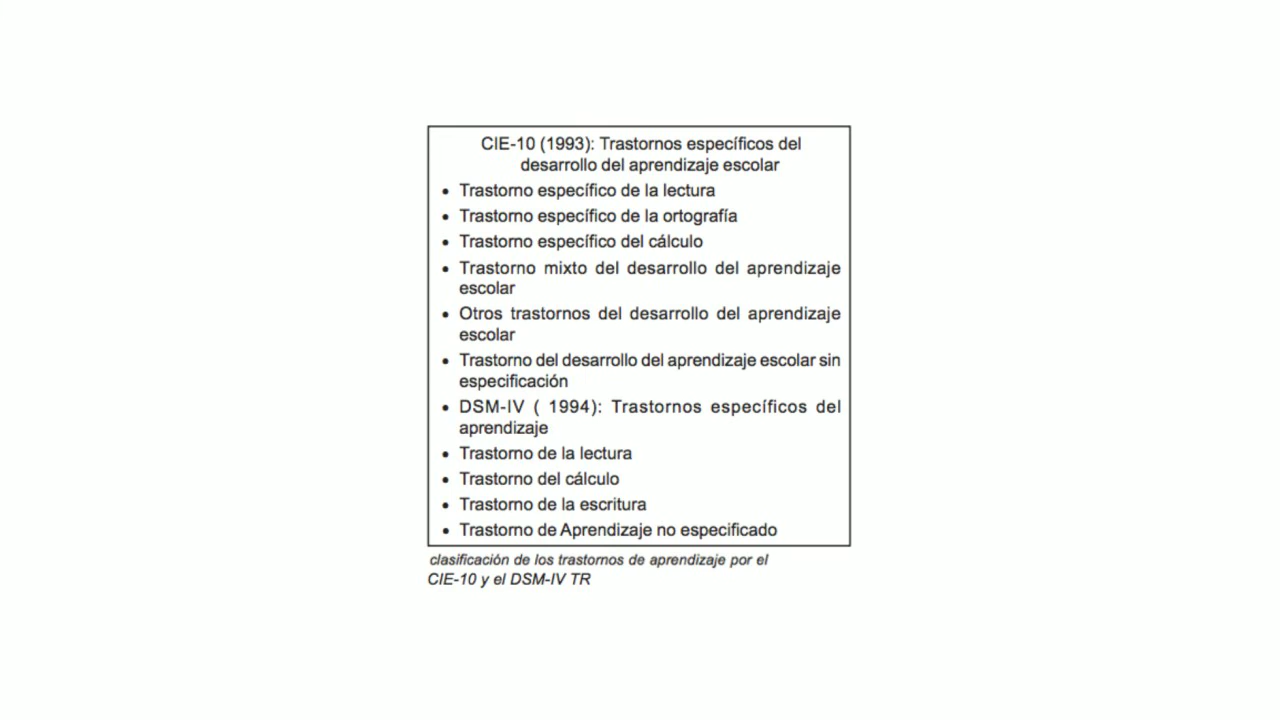 CIE-10 (1993): Trastornos específicos del
desarrollo del aprendizaje escolar
• Trastorno específico de la lectura
• Trastorno específico de la ortografía
• Trastorno específico del cálculo
• Trastorno mixto del desarrollo del aprendizaje
escolar
• Otros trastornos del desarrollo del aprendizaje
escolar
• Trastorno del desarrollo del aprendizaje escolar sin
especificación
• DSM-IV ( 1994): Trastornos específicos del
aprendizaje
• Trastorno de la lectura
• Trastorno del cálculo
• Trastorno de la escritura
• Trastorno de Aprendizaje no especificado
clasificación de los trastornos de aprendizaje por el
CIE-10 y el DSM-IV TR